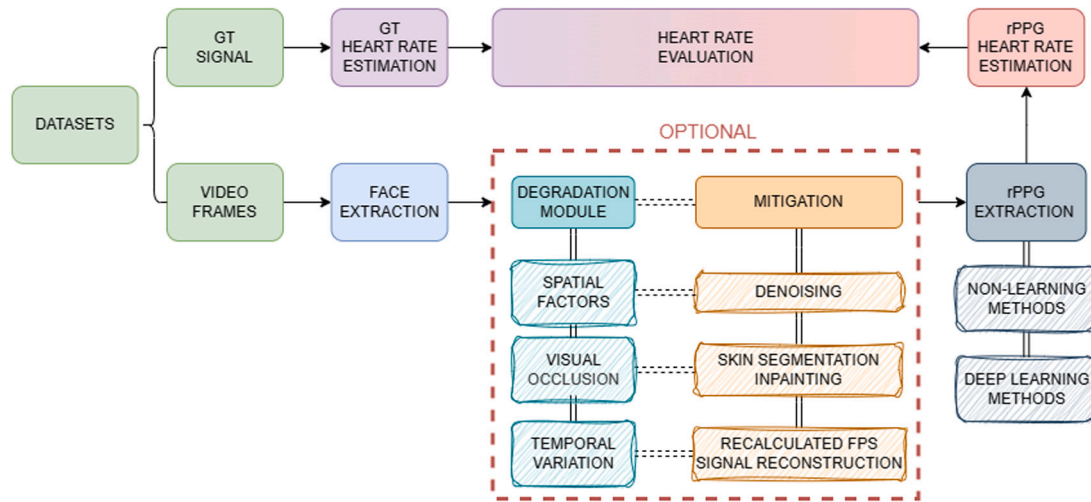 GT
SIGNAL
GT
HEART RATE
ESTIMATION
HEART RATE
EVALUATION
rPPG
HEART RATE
ESTIMATION
DATASETS
OPTIONAL
VIDEO
FRAMES
FACE
EXTRACTION
DEGRADATION
MODULE
MITIGATION
rPPG
EXTRACTION
SPATIAL
FACTORS
DENOISING
NON-LEARNING
METHODS
VISUAL
OCCLUSION
SKIN SEGMENTATION
INPAINTING
DEEP LEARNING
METHODS
TEMPORAL
VARIATION
RECALCULATED FPS
SIGNAL RECONSTRUCTION